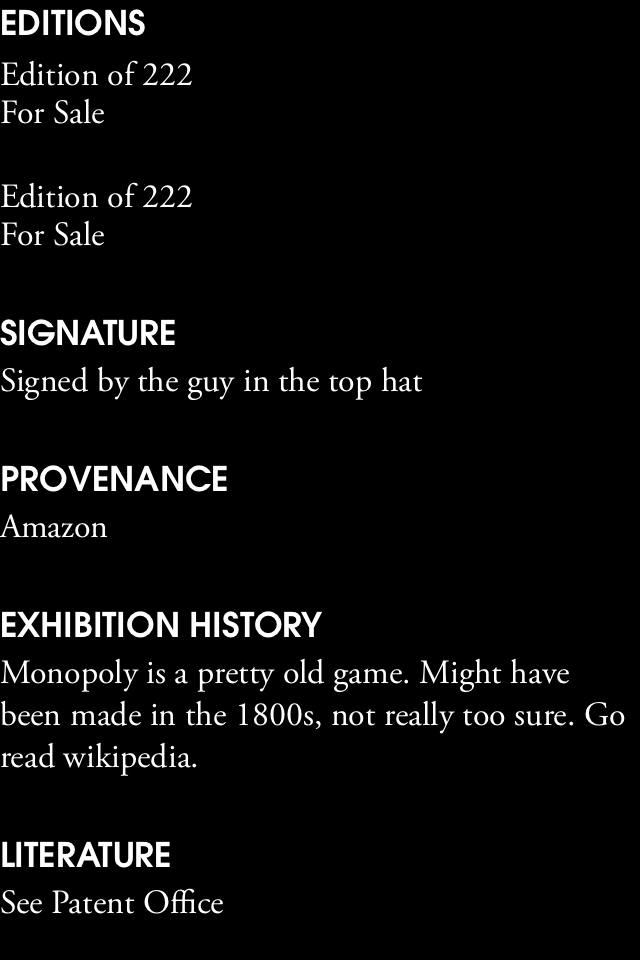 EDITIONS
Edition of 222
For Sale
Edition of 222
For Sale
SIGNATURE
Signed by the guy in the top hat
PROVENANCE
Amazon
EXHIBITION HISTORY
Monopoly is a pretty old game. Might have
been made in the 1800s, not really too sure. Go
read wikipedia.
LITERATURE
See Patent Office